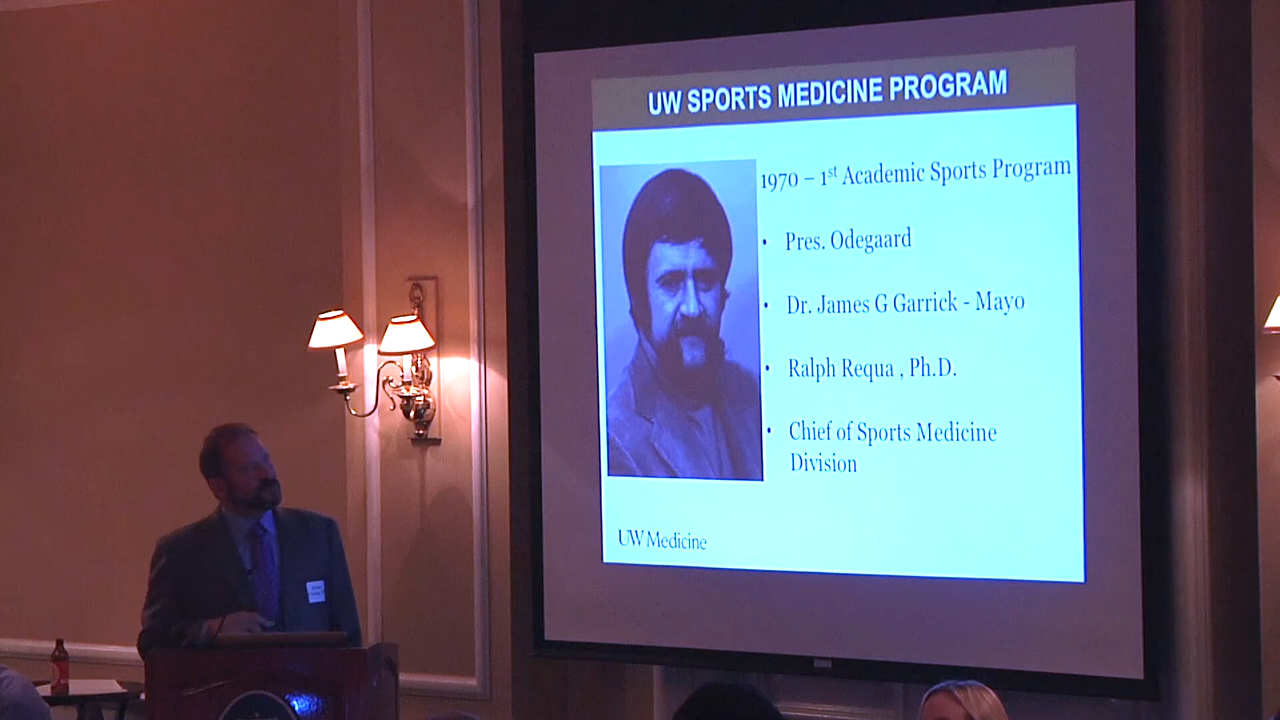 UW SPORTS MEDICINE PROGRAM
1970 – 1st Academic Sports Program
• Pres. Odegaard
• Dr. James G Garrick - Mayo
• Ralph Requa , Ph.D.
• Chief of Sports Medicine
Division
UW Medicine